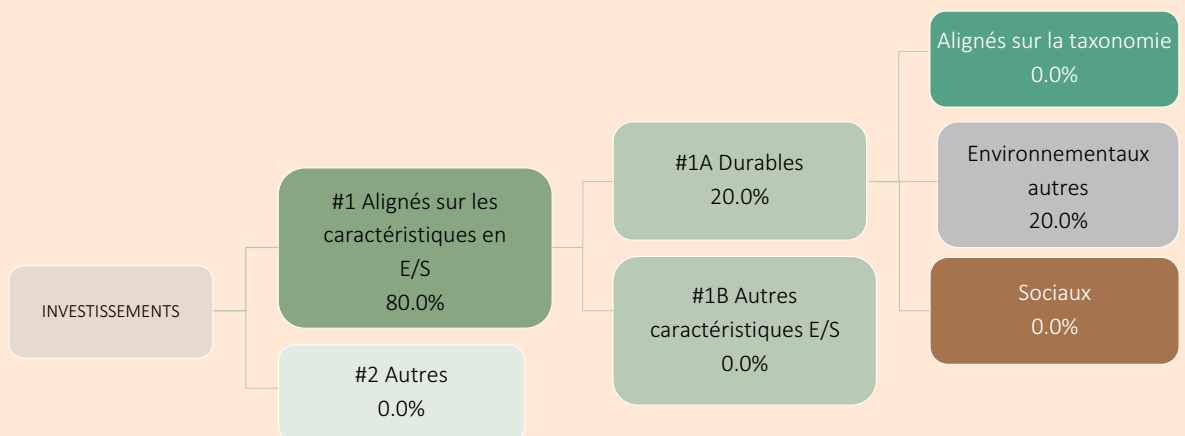 INVESTISSEMENTS
#1 Alignés sur les
caractéristiques en
E/S
80.0%
#2 Autres
0.0%
#1A Durables
20.0%
#1B Autres
caractéristiques E/S
0.0%
Alignés sur la taxonomie
0.0%
Environnementaux
autres
20.0%
Sociaux
0.0%